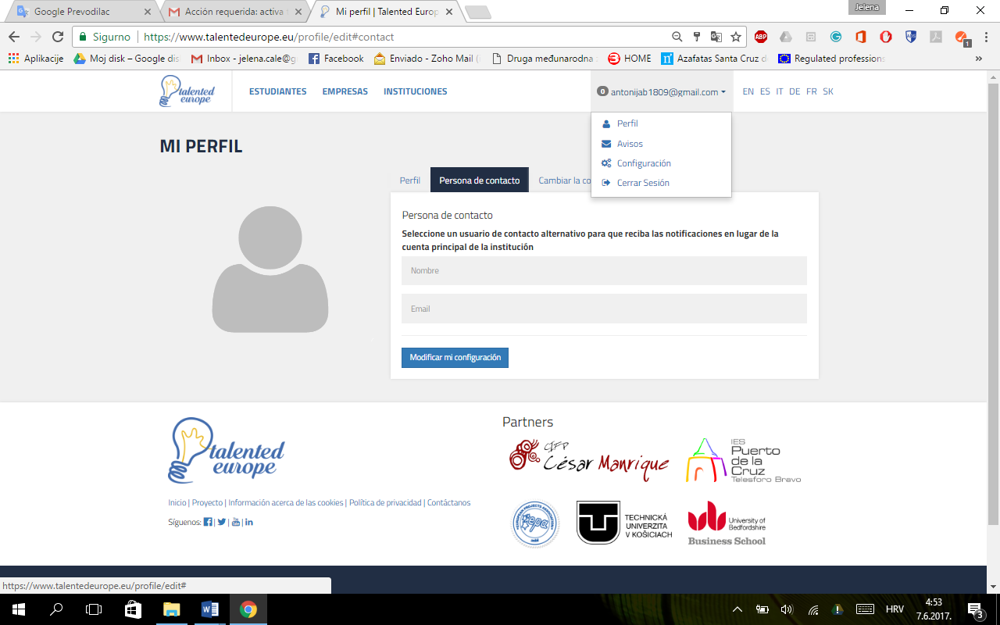 Google Prevodilac
Acción requerida: activa t
Mi perfil | Talented Europ
Jelena
Sigurno | https://www.talentedeurope.eu/profile/edit#contact
ABP
1
Aplikacije
Moj disk – Google dis
Inbox - jelena.cale@g
Facebook
Enviado - Zoho Mail (
Druga međunarodna
HOME
Azafatas Santa Cruz d
Regulated professions
»
talented
europe
ESTUDIANTES
EMPRESAS
INSTITUCIONES
0 antonijab1809@gmail.com
EN ES IT DE FR SK
Perfil
Avisos
Configuración
Cerrar Sesión
MI PERFIL
Perfil
Persona de contacto
Cambiar la co
Persona de contacto
Seleccione un usuario de contacto alternativo para que reciba las notificaciones en lugar de la
cuenta principal de la institución
Nombre
Email
Modificar mi configuración
talented
europe
Inicio | Proyecto | Información acerca de las cookies | Política de privacidad | Contáctanos
Síguenos: | | |
Partners
CIFP
César Manrique
IES
Puerto
de la
Cruz
Telesforo Bravo
epa
TECHNICKÁ
UNIVERZITA
V KOŠICIACH
University of
Bedfordshire
Business School
https://www.talentedeurope.eu/profile/edit#
HRV
4:53
7.6.2017.
3